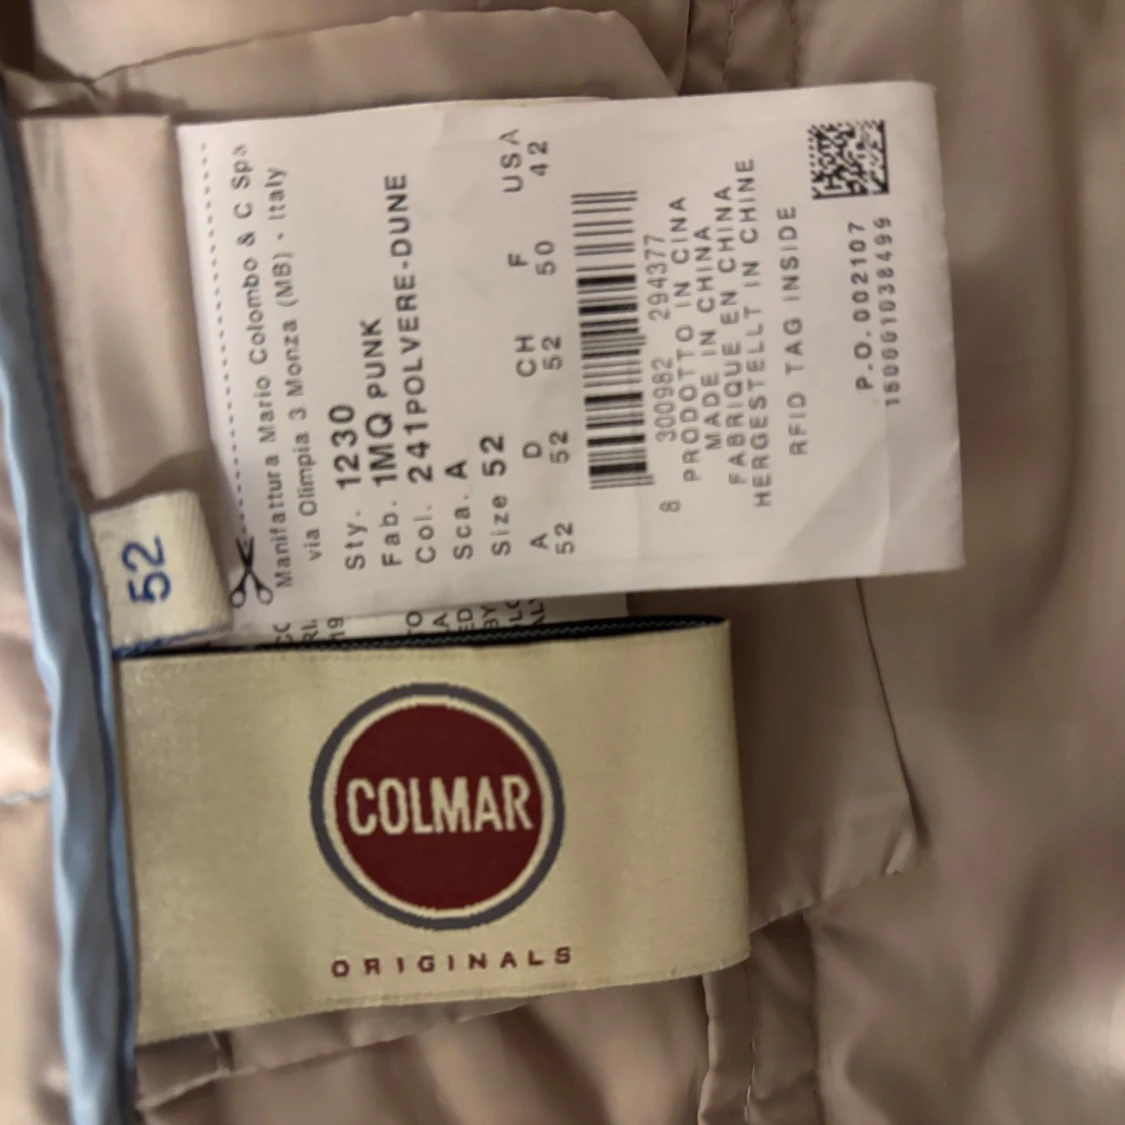 Manifattura Mario Colombo & C Spa
via Olimpia 3 Monza (MB) - Italy
Sty. 1230
Fab. 1MQ PUNK
Col. 241POLVERE-DUNE
Sca. A
Size 52
A D CH F USA
52 52 52 50 42
8 300982 294377
PRODOTTO IN CINA
MADE IN CHINA
FABRIQUE EN CHINA
HERGESTELLT IN CHINE
RFID TAG INSIDE
P.O.002107
52
COLMAR
ORIGINALS